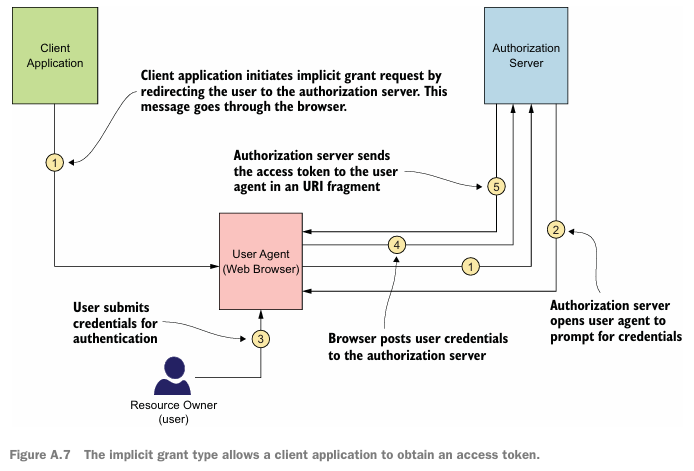 Client
Application
Authorization
Server
Client application initiates implicit grant request by
redirecting the user to the authorization server. This
message goes through the browser.
1
Authorization server sends
the access token to the user
agent in an URI fragment
5
2
User Agent
(Web Browser)
4
1
User submits
credentials for
authentication
3
Browser posts user credentials
to the authorization server
Authorization server
opens user agent to
prompt for credentials
Resource Owner
(user)
Figure A.7 The implicit grant type allows a client application to obtain an access token.